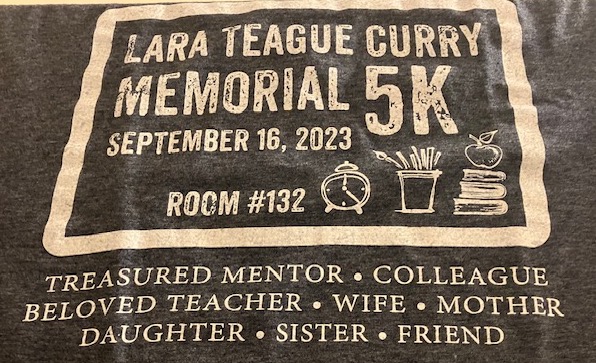 LARA TEAGUE CURRY
MEMORIAL 5K
SEPTEMBER 16, 2023
ROOM #132
TREASURED MENTOR • COLLEAGUE
BELOVED TEACHER • WIFE • MOTHER
DAUGHTER • SISTER • FRIEND